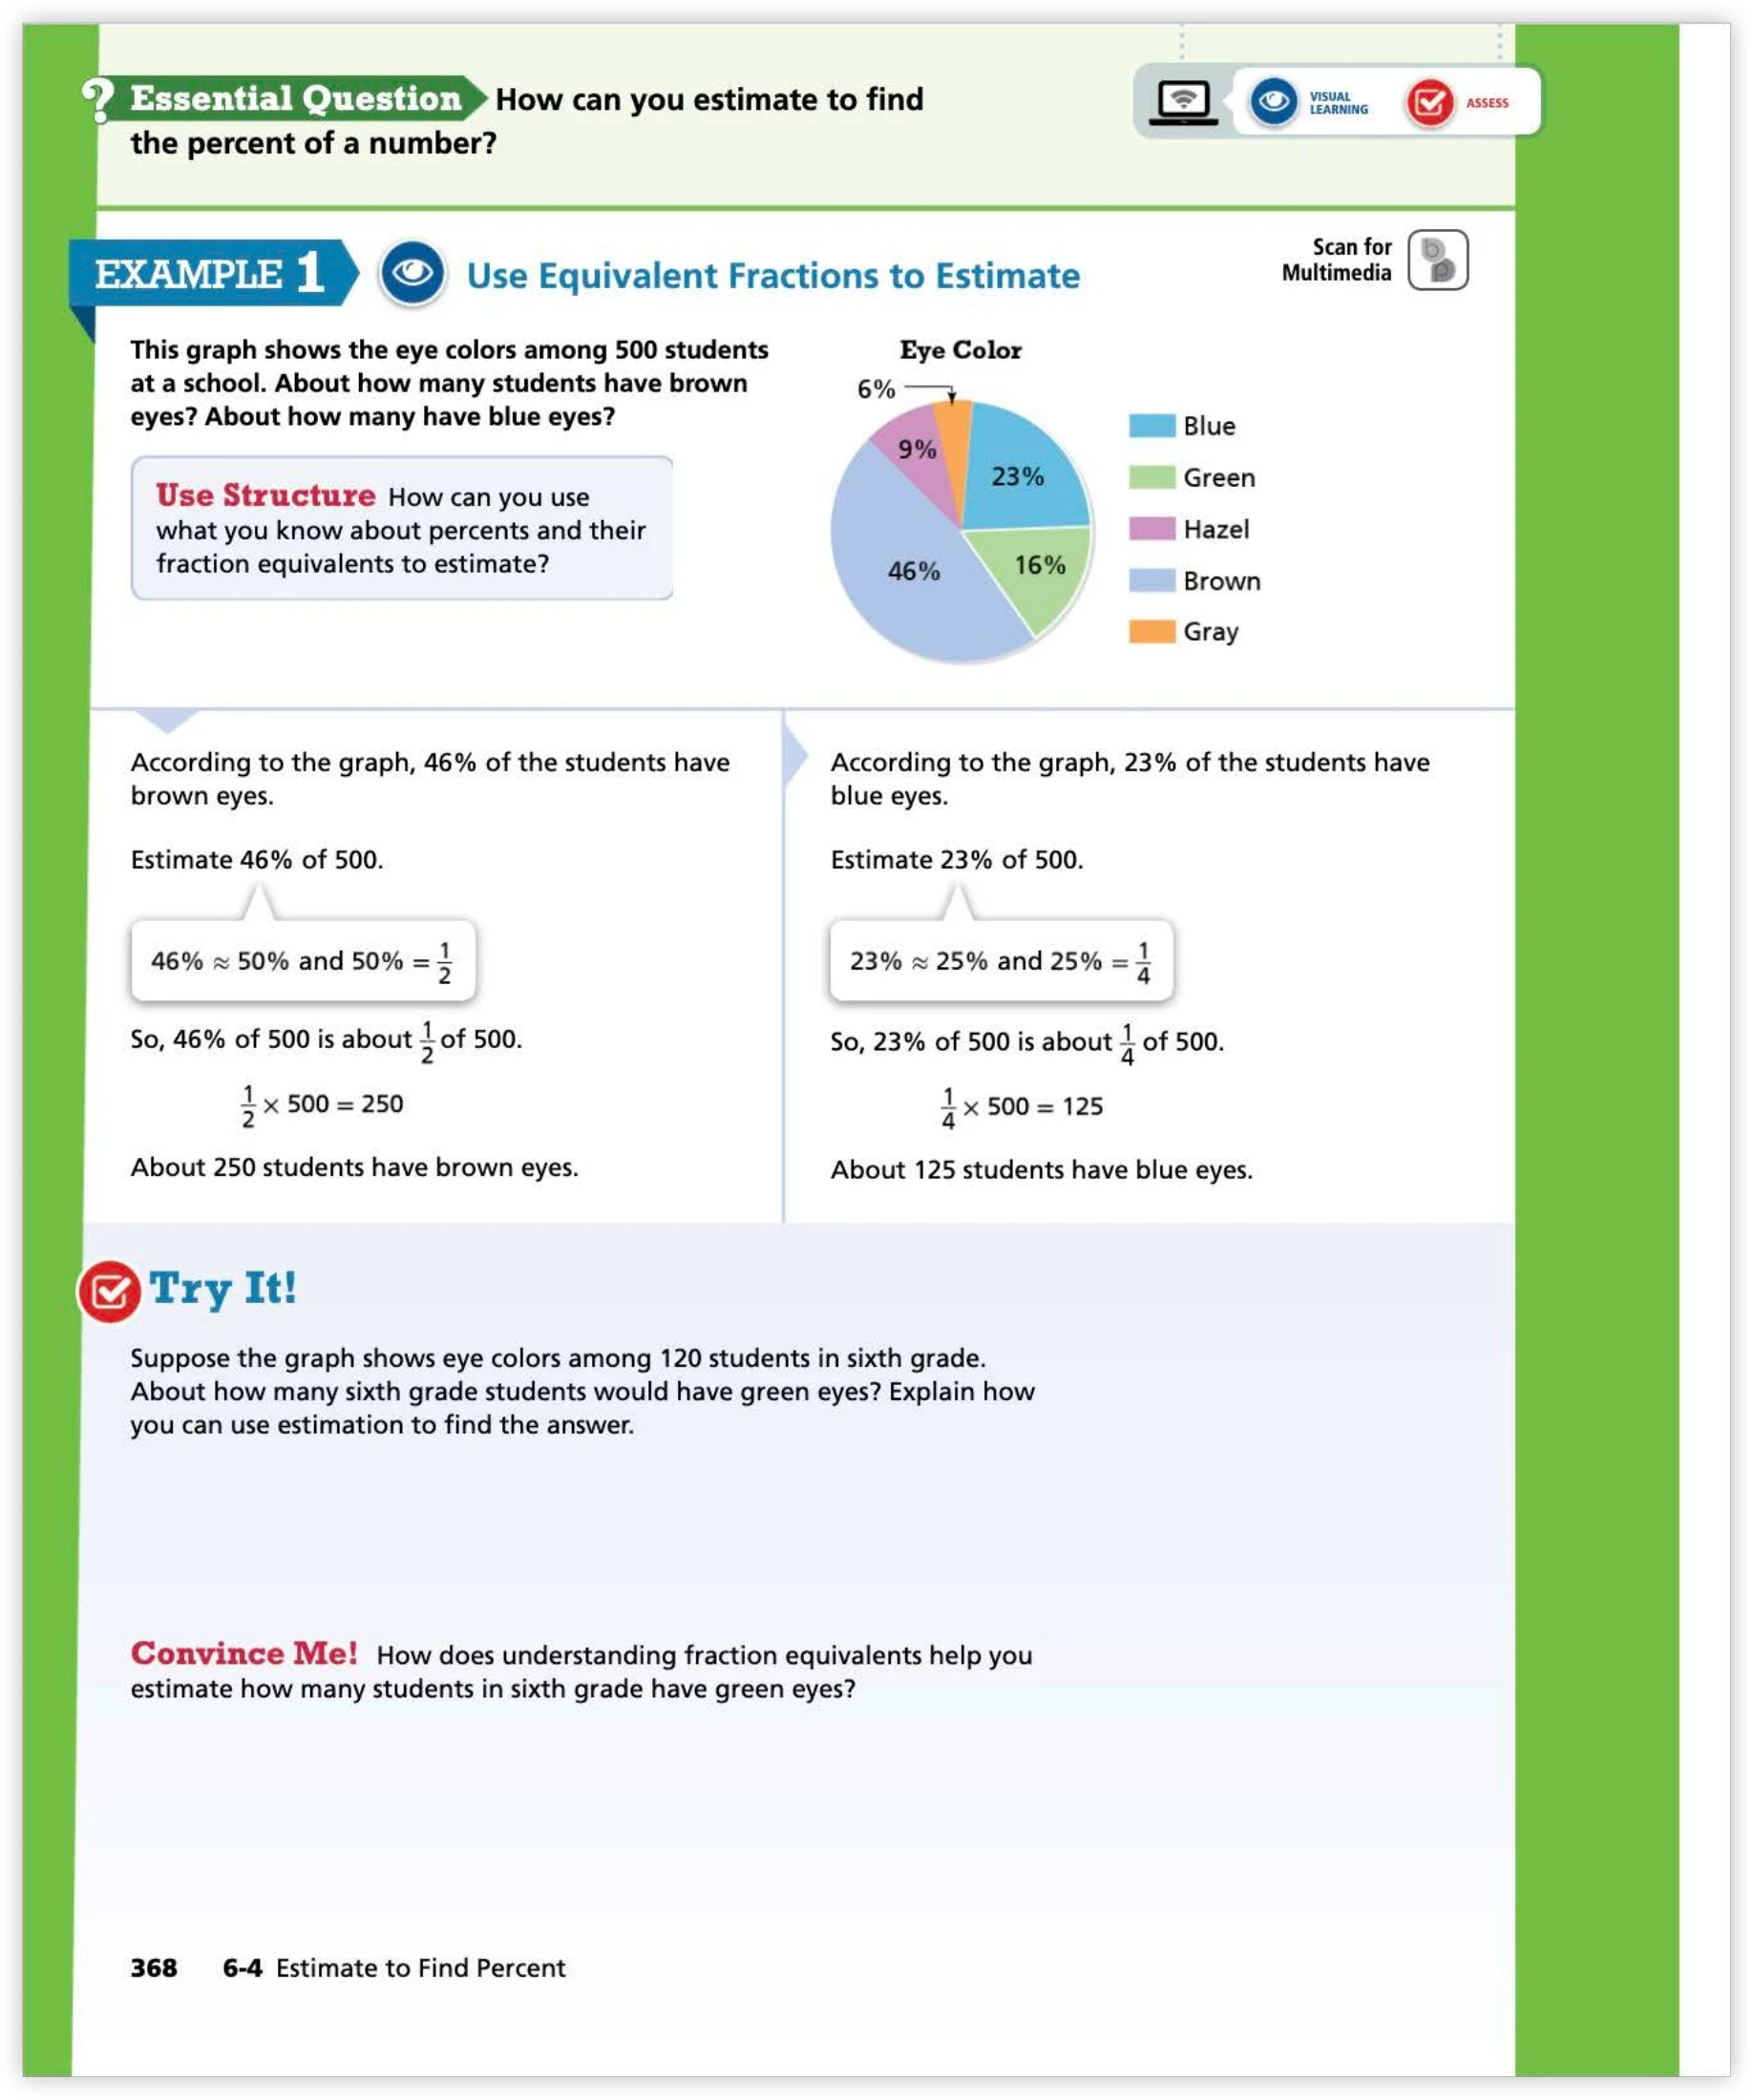 ? Essential Question How can you estimate to find
the percent of a number?
VISUAL
LEARNING
ASSESS
EXAMPLE 1 Use Equivalent Fractions to Estimate
Scan for
Multimedia
This graph shows the eye colors among 500 students
at a school. About how many students have brown
eyes? About how many have blue eyes?
Use Structure How can you use
what you know about percents and their
fraction equivalents to estimate?
Eye Color
6%
9%
23%
46%
16%
Blue
Green
Hazel
Brown
Gray
According to the graph, 46% of the students have
brown eyes.
Estimate 46% of 500.
46% ≈ 50% and 50% = 1/2
So, 46% of 500 is about 1/2 of 500.
1/2 × 500 = 250
About 250 students have brown eyes.
According to the graph, 23% of the students have
blue eyes.
Estimate 23% of 500.
23% ≈ 25% and 25% = 1/4
So, 23% of 500 is about 1/4 of 500.
1/4 × 500 = 125
About 125 students have blue eyes.
Try It!
Suppose the graph shows eye colors among 120 students in sixth grade.
About how many sixth grade students would have green eyes? Explain how
you can use estimation to find the answer.
Convince Me! How does understanding fraction equivalents help you
estimate how many students in sixth grade have green eyes?
368 6-4 Estimate to Find Percent